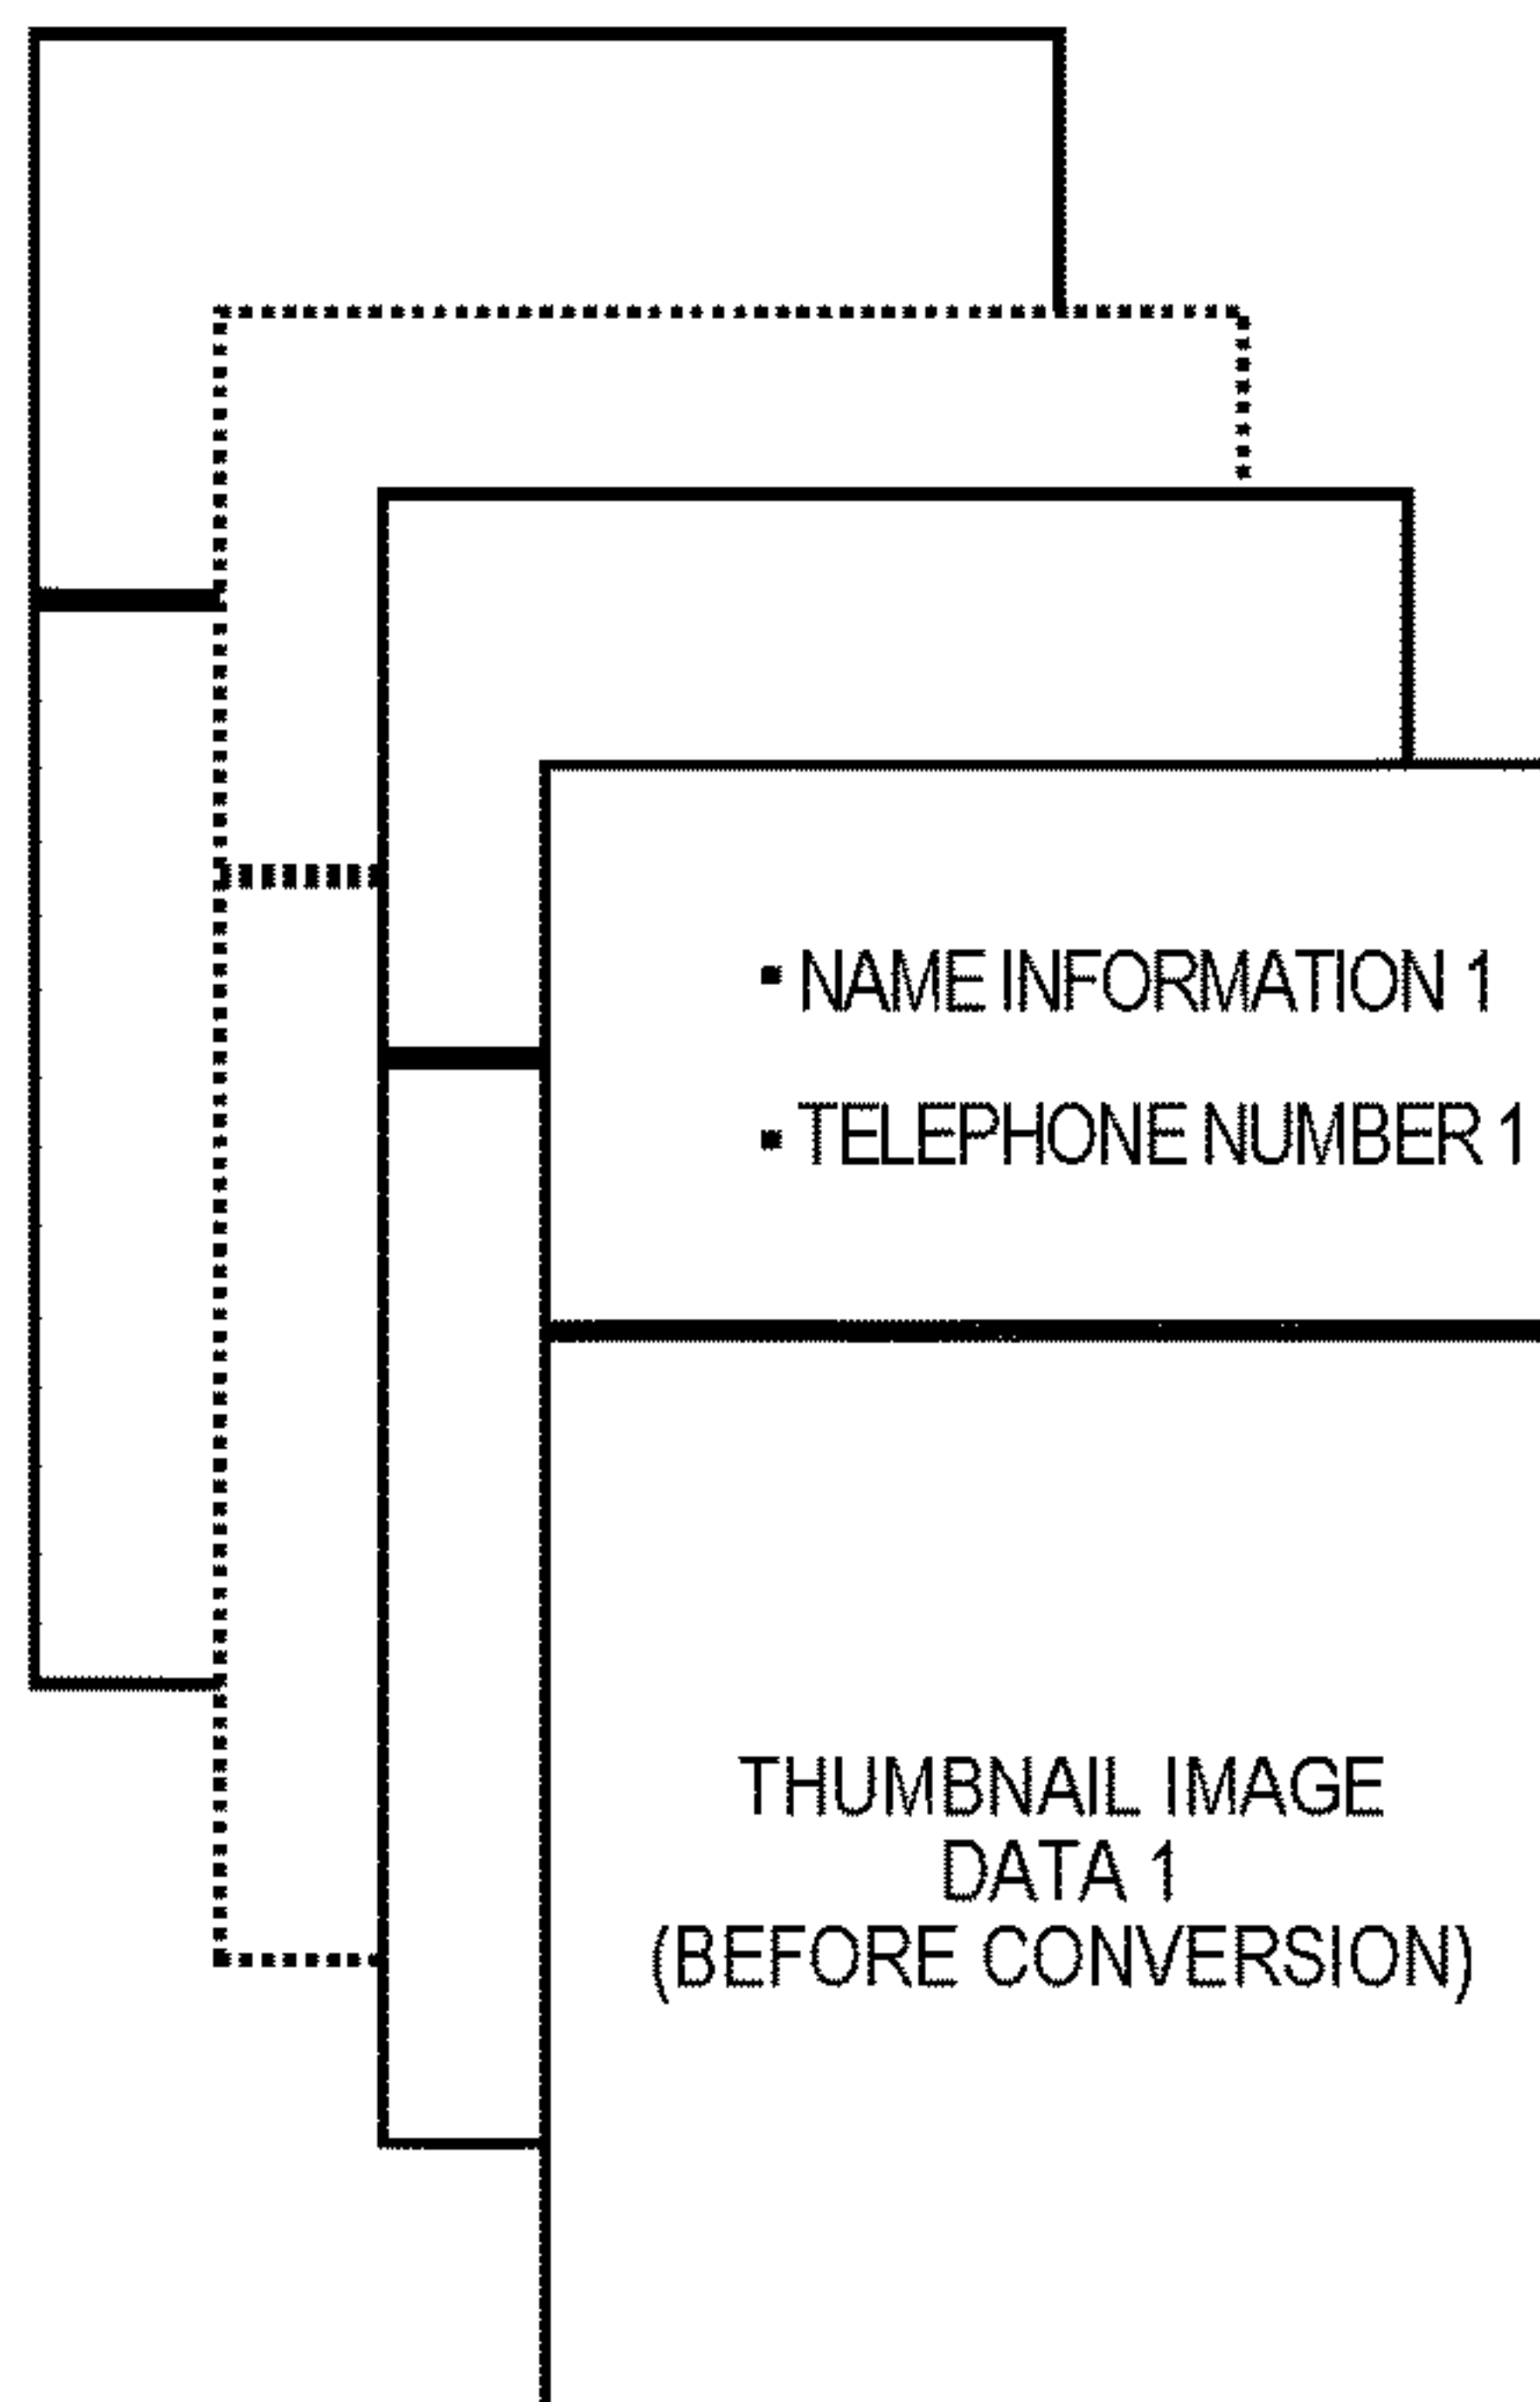 ▪ NAME INFORMATION 1
▪ TELEPHONE NUMBER 1
THUMBNAIL IMAGE
DATA 1
(BEFORE CONVERSION)